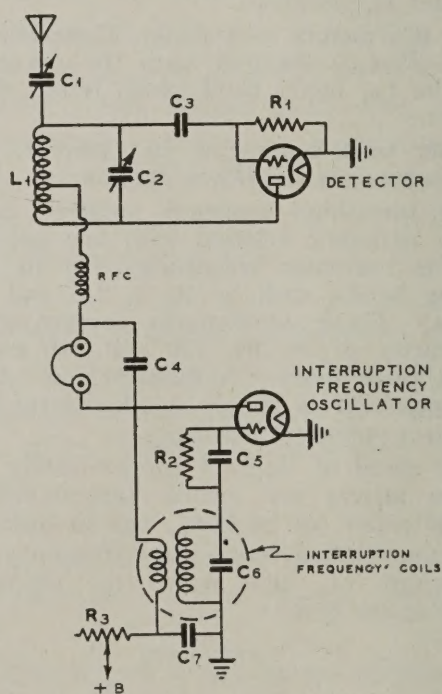 C1
C3
R1
L1
C2
DETECTOR
RFC
C4
INTERRUPTION
FREQUENCY
OSCILLATOR
R2
C5
INTERRUPTION
FREQUENCY COILS
C6
R3
C7
+ B